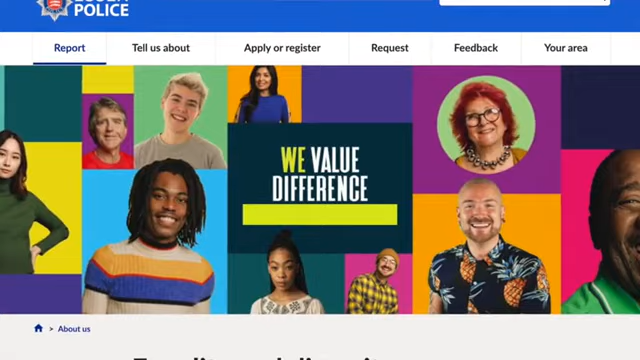 POLICE
Report
Tell us about
Apply or register
Request
Feedback
Your area
WE VALUE
DIFFERENCE
> About us